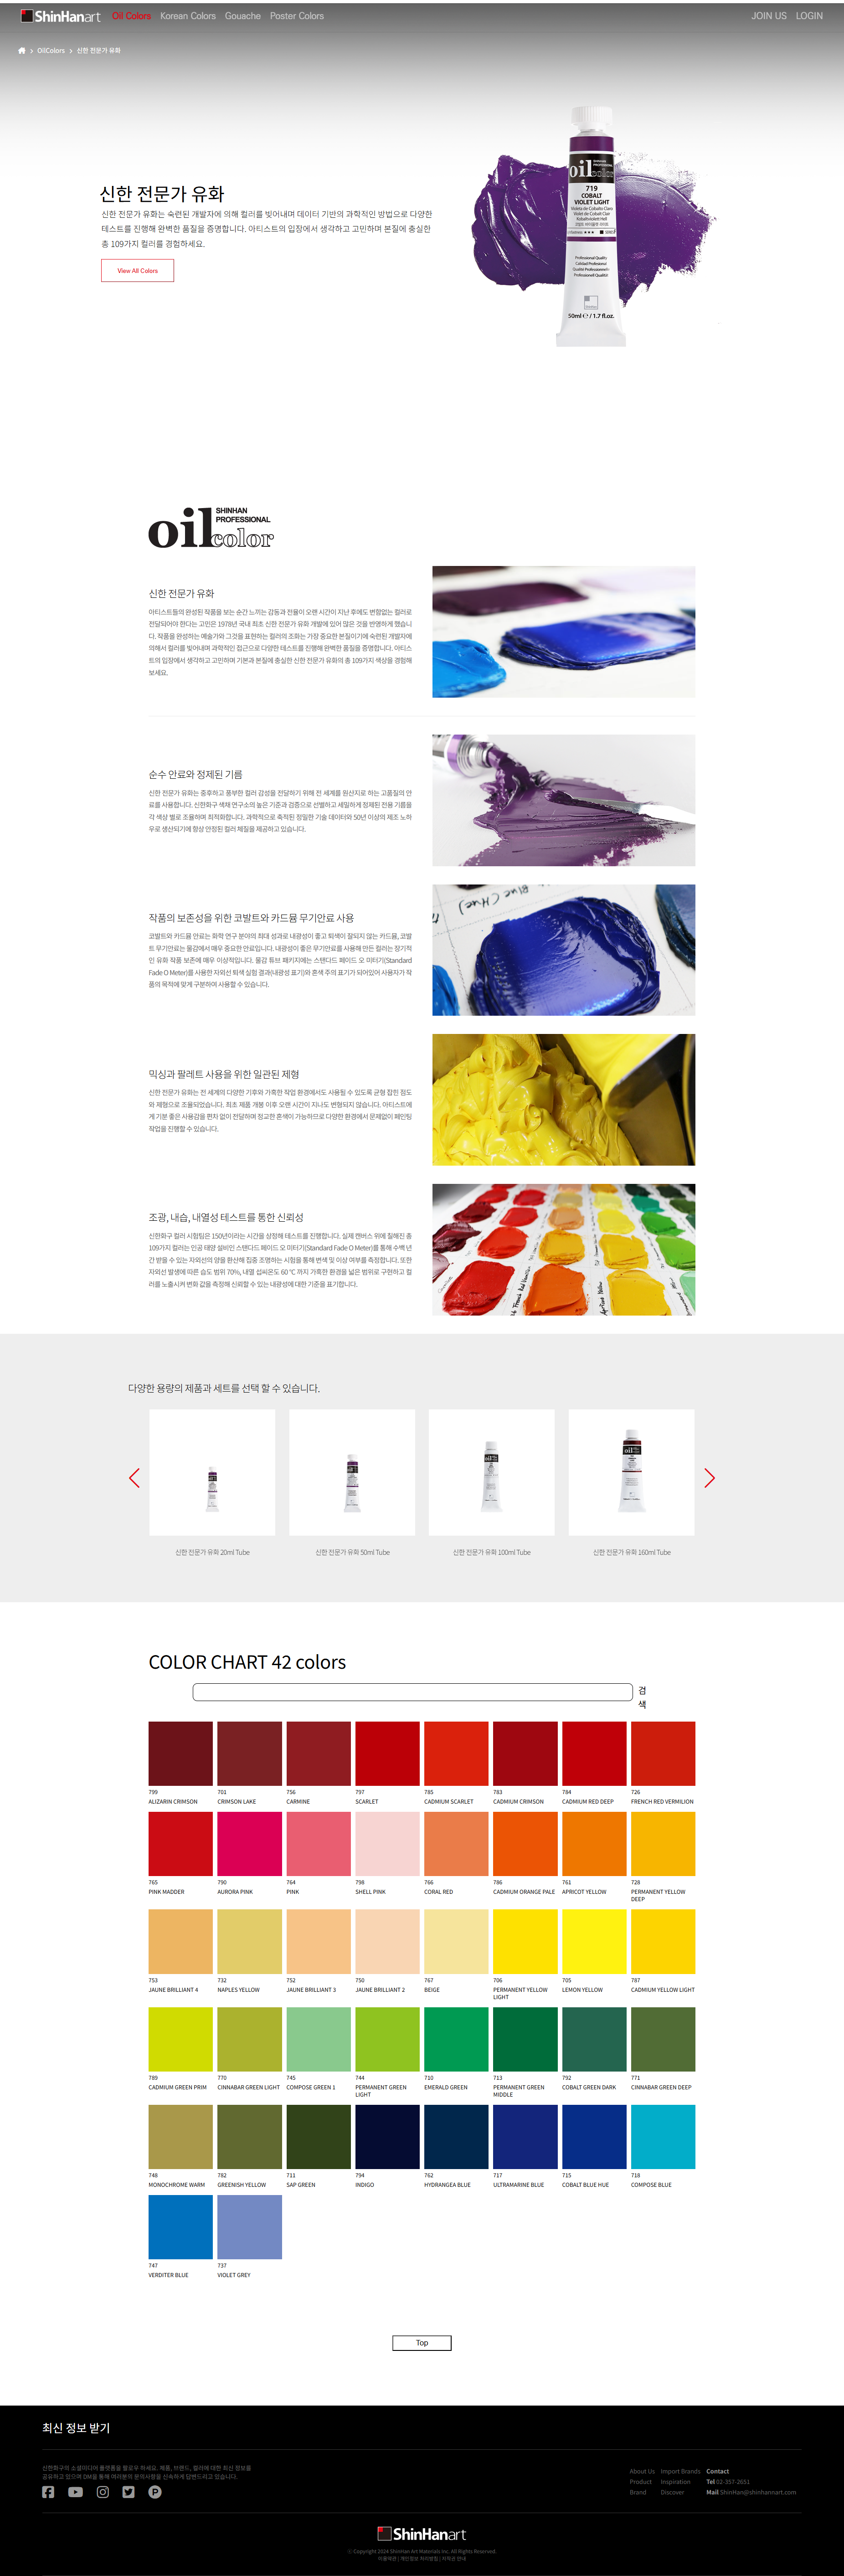 ShinHanart Oil Colors Korean Colors Gouache Poster Colors JOIN US LOGIN
OilColors 신한 전문가 유화
oil color
SHINHAN PROFESSIONAL
719
COBALT
VIOLET LIGHT
Violeta de Cobalto Claro
Violet de Cobalt Clair
Kobaltviolett Hell
Professional Quality
Calidad Profesional
Qualité Professionnelle
Professionell Qualität
50ml ℮ / 1.7 fl.oz.
신한 전문가 유화
신한 전문가 유화는 숙련된 개발자에 의해 컬러를 빚어내며 데이터 기반의 과학적인 방법으로 다양한
테스트를 진행해 완벽한 품질을 증명합니다. 아티스트의 입장에서 생각하고 고민하며 본질에 충실한
총 109가지 컬러를 경험하세요.
View All Colors
oil color
SHINHAN
PROFESSIONAL
신한 전문가 유화
아티스트들의 완성된 작품을 보는 순간 느끼는 감동과 전율이 오랜 시간이 지난 후에도 변함없는 컬러로
전달되어야 한다는 고민은 1978년 국내 최초 신한 전문가 유화 개발에 있어 많은 것을 반영하게 했습니
다. 작품을 완성하는 예술가와 그것을 표현하는 컬러의 조화는 가장 중요한 본질이기에 숙련된 개발자에
의해서 컬러를 빚어내며 과학적인 접근으로 다양한 테스트를 진행해 완벽한 품질을 증명합니다. 아티스
트의 입장에서 생각하고 고민하며 기본과 본질에 충실한 신한 전문가 유화의 총 109가지 색상을 경험해
보세요.
순수 안료와 정제된 기름
신한 전문가 유화는 중후하고 풍부한 컬러 감성을 전달하기 위해 전 세계를 원산지로 하는 고품질의 안
료를 사용합니다. 신한화구 색채 연구소의 높은 기준과 검증으로 선별하고 세밀하게 정제된 전용 기름을
각 색상 별로 조율하며 최적화합니다. 과학적으로 축적된 정밀한 기술 데이터와 50년 이상의 제조 노하
우로 생산되기에 항상 안정된 컬러 체질을 제공하고 있습니다.
작품의 보존성을 위한 코발트와 카드뮴 무기안료 사용
코발트와 카드뮴 안료는 화학 연구 분야의 최대 성과로 내광성이 좋고 퇴색이 잘되지 않는 카드뮴, 코발
트 무기안료는 물감에서 매우 중요한 안료입니다. 내광성이 좋은 무기안료를 사용해 만든 컬러는 장기적
인 유화 작품 보존에 매우 이상적입니다. 물감 튜브 패키지에는 스탠다드 페이드 오 미터기(Standard
Fade O Meter)를 사용한 자외선 퇴색 실험 결과(내광성 표기)와 혼색 주의 표기가 되어있어 사용자가 작
품의 목적에 맞게 구분하여 사용할 수 있습니다.
믹싱과 팔레트 사용을 위한 일관된 제형
신한 전문가 유화는 전 세계의 다양한 기후와 가혹한 작업 환경에서도 사용될 수 있도록 균형 잡힌 점도
와 제형으로 조율되었습니다. 최초 제품 개봉 이후 오랜 시간이 지나도 변형되지 않습니다. 아티스트에
게 기분 좋은 사용감을 편차 없이 전달하며 정교한 혼색이 가능하므로 다양한 환경에서 문제없이 페인팅
작업을 진행할 수 있습니다.
조광, 내습, 내열성 테스트를 통한 신뢰성
신한화구 컬러 시험팀은 150년이라는 시간을 상정해 테스트를 진행합니다. 실제 캔버스 위에 칠해진 총
109가지 컬러는 인공 태양 설비인 스탠다드 페이드 오 미터기(Standard Fade O Meter)를 통해 수백 년
간 받을 수 있는 자외선의 양을 환산해 집중 조명하는 시험을 통해 변색 및 이상 여부를 측정합니다. 또한
자외선 발생에 따른 습도 범위 70%, 내열 섭씨온도 60 ℃ 까지 가혹한 환경을 넓은 범위로 구현하고 컬
러를 노출시켜 변화 값을 측정해 신뢰할 수 있는 내광성에 대한 기준을 표기합니다.
다양한 용량의 제품과 세트를 선택 할 수 있습니다.
신한 전문가 유화 20ml Tube 신한 전문가 유화 50ml Tube 신한 전문가 유화 100ml Tube 신한 전문가 유화 160ml Tube
COLOR CHART 42 colors
검
색
799 701 756 797 785 783 784 726
ALIZARIN CRIMSON CRIMSON LAKE CARMINE SCARLET CADMIUM SCARLET CADMIUM CRIMSON CADMIUM RED DEEP FRENCH RED VERMILION
765 790 764 798 766 786 761 728
PINK MADDER AURORA PINK PINK SHELL PINK CORAL RED CADMIUM ORANGE PALE APRICOT YELLOW PERMANENT YELLOW
DEEP
753 732 752 750 767 706 705 787
JAUNE BRILLIANT 4 NAPLES YELLOW JAUNE BRILLIANT 3 JAUNE BRILLIANT 2 BEIGE PERMANENT YELLOW LEMON YELLOW CADMIUM YELLOW LIGHT
LIGHT
789 770 745 744 710 713 792 771
CADMIUM GREEN PRIM CINNABAR GREEN LIGHT COMPOSE GREEN 1 PERMANENT GREEN EMERALD GREEN PERMANENT GREEN COBALT GREEN DARK CINNABAR GREEN DEEP
LIGHT MIDDLE
748 782 711 794 762 717 715 718
MONOCHROME WARM GREENISH YELLOW SAP GREEN INDIGO HYDRANGEA BLUE ULTRAMARINE BLUE COBALT BLUE HUE COMPOSE BLUE
747 737
VERDITER BLUE VIOLET GREY
Top
최신 정보 받기
신한화구의 소셜미디어 플랫폼을 팔로우 하세요. 제품, 브랜드, 컬러에 대한 최신 정보를
공유하고 있으며 DM을 통해 여러분의 문의사항을 신속하게 답변드리고 있습니다.
About Us Import Brands Contact
Product Inspiration Tel 02-357-2651
Brand Discover Mail ShinHan@shinhannart.com
ShinHanart
© Copyright 2024 ShinHan Art Materials Inc. All Rights Reserved.
이용약관 | 개인정보 처리방침 | 저작권 안내